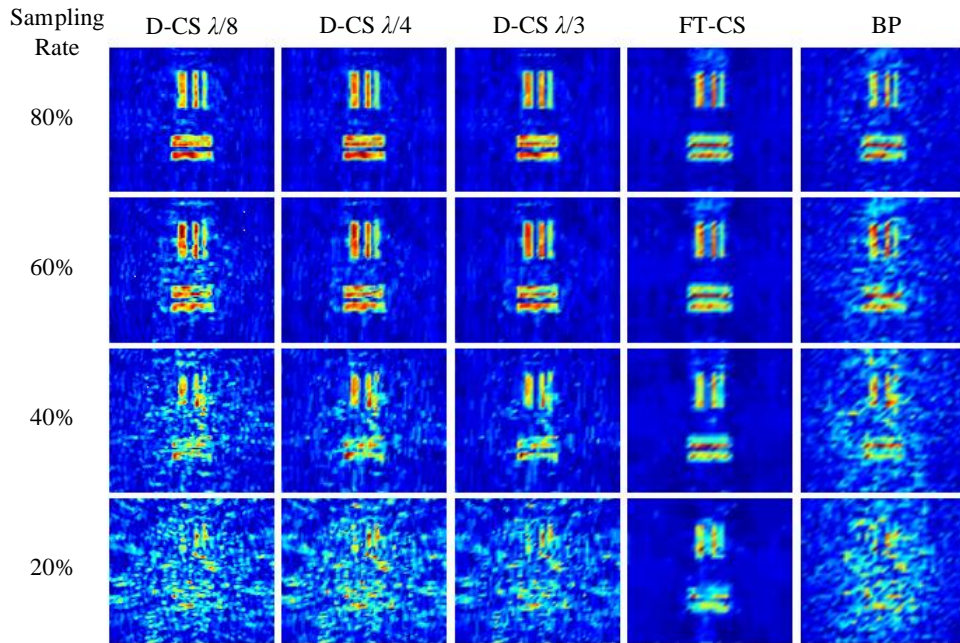 Sampling
Rate
D-CS λ/8
D-CS λ/4
D-CS λ/3
FT-CS
BP
80%
60%
40%
20%